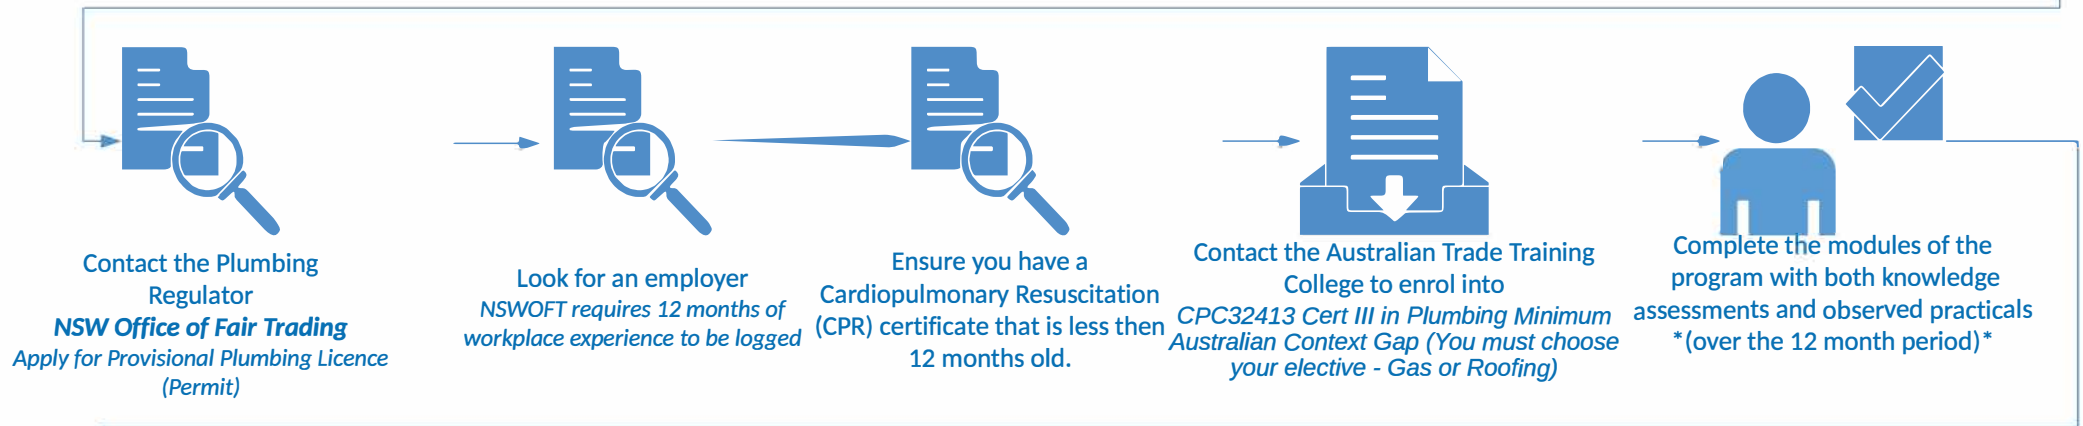 Contact the Plumbing
Regulator
NSW Office of Fair Trading
Apply for Provisional Plumbing Licence
(Permit)
Look for an employer
NSWOFT requires 12 months of
workplace experience to be logged
Ensure you have a
Cardiopulmonary Resuscitation
(CPR) certificate that is less then
12 months old.
Contact the Australian Trade Training
College to enrol into
CPC32413 Cert III in Plumbing Minimum
Australian Context Gap (You must choose
your elective - Gas or Roofing)
Complete the modules of the
program with both knowledge
assessments and observed practicals
*(over the 12 month period)*